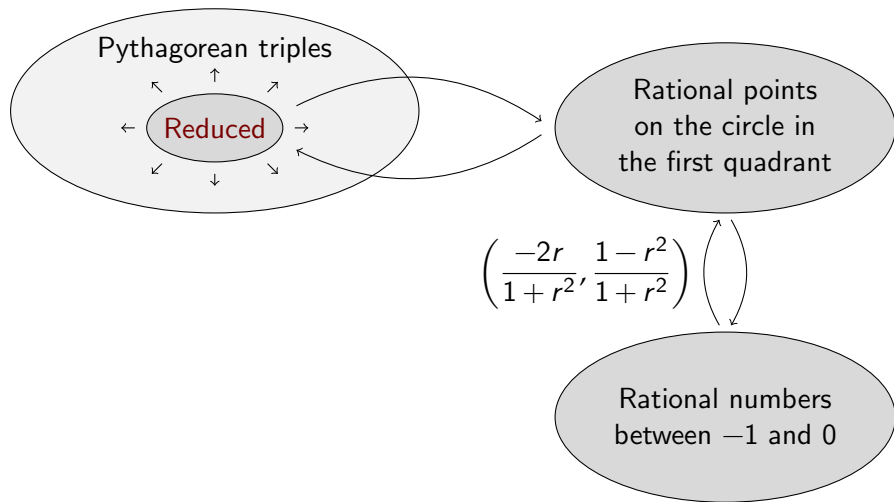 Pythagorean triples
Reduced
Rational points
on the circle in
the first quadrant
(−2r/(1 + r²), (1 − r²)/(1 + r²))
Rational numbers
between −1 and 0